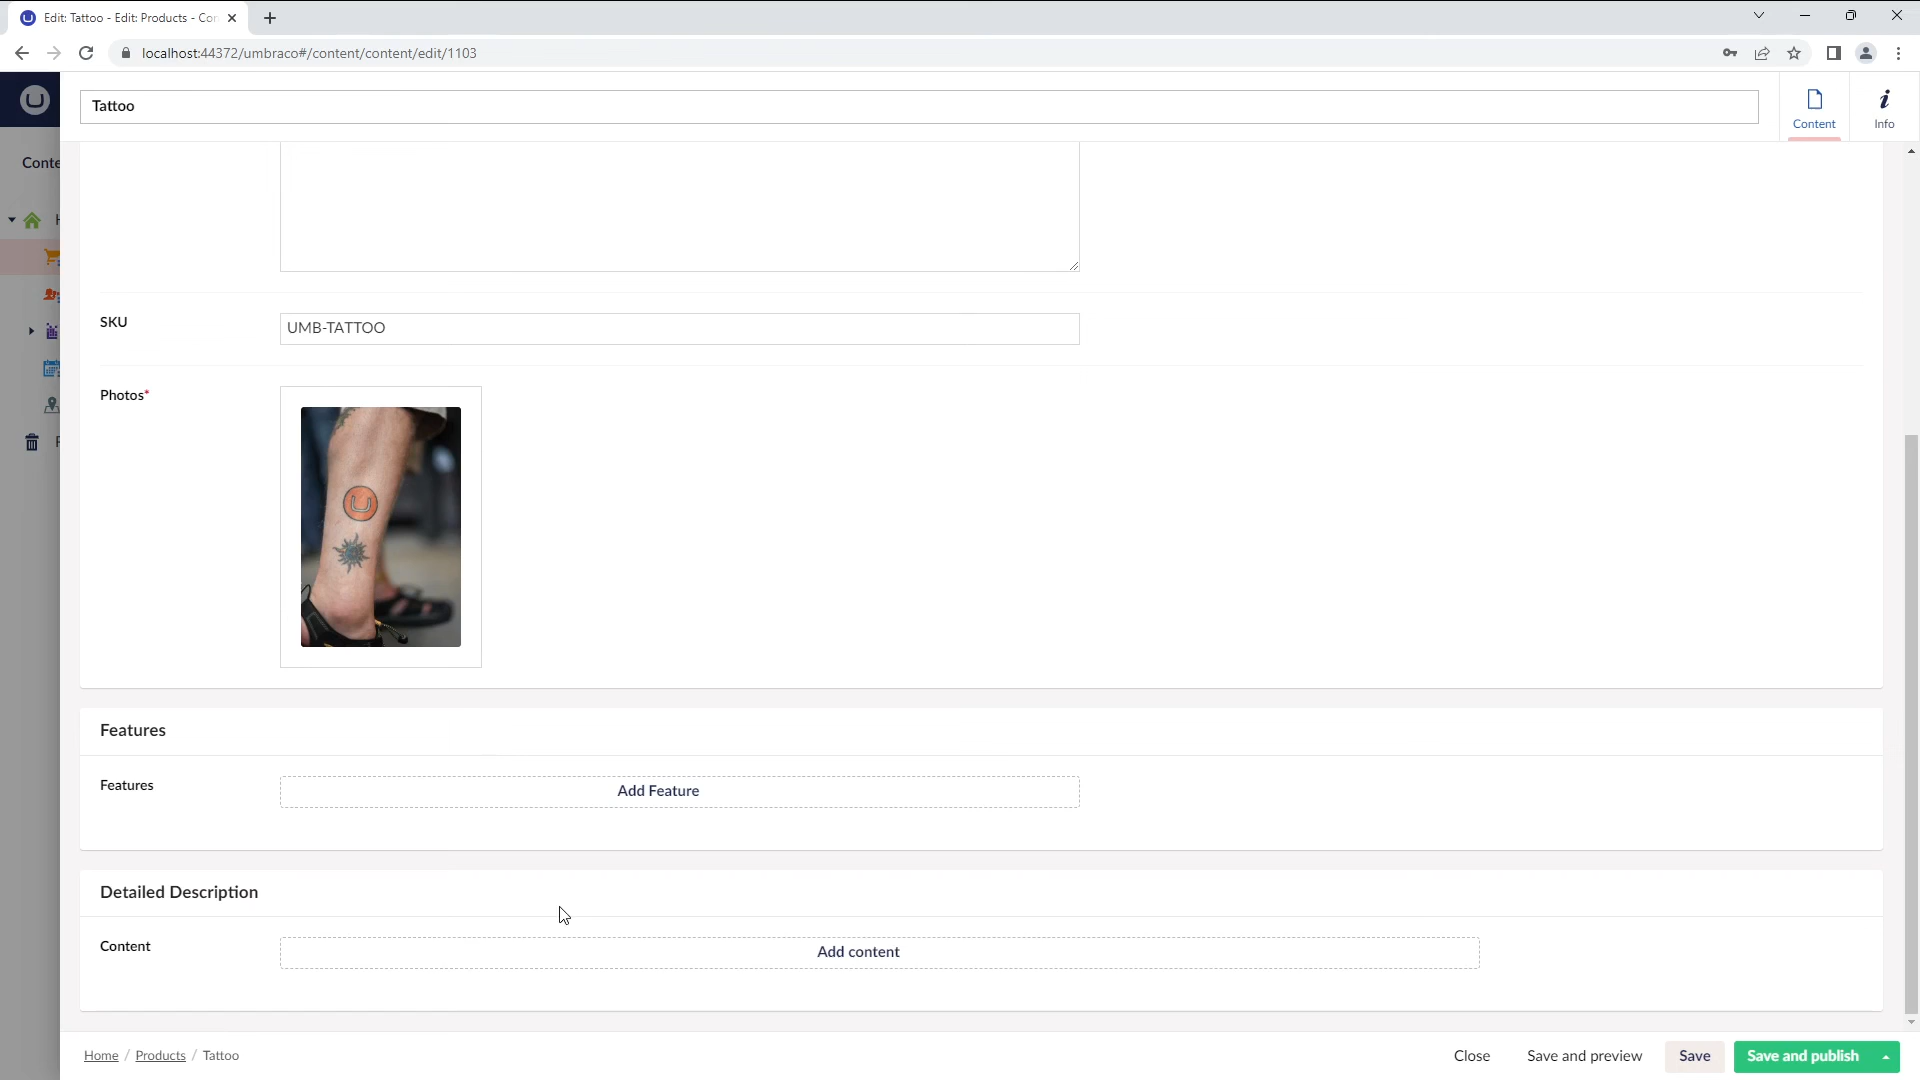 Edit: Tattoo - Edit: Products - Con
localhost:44372/umbraco#/content/content/edit/1103
Tattoo
Content
Info
Conte
SKU
UMB-TATTOO
Photos*
Features
Features
Add Feature
Detailed Description
Content
Add content
Home / Products / Tattoo
Close
Save and preview
Save
Save and publish